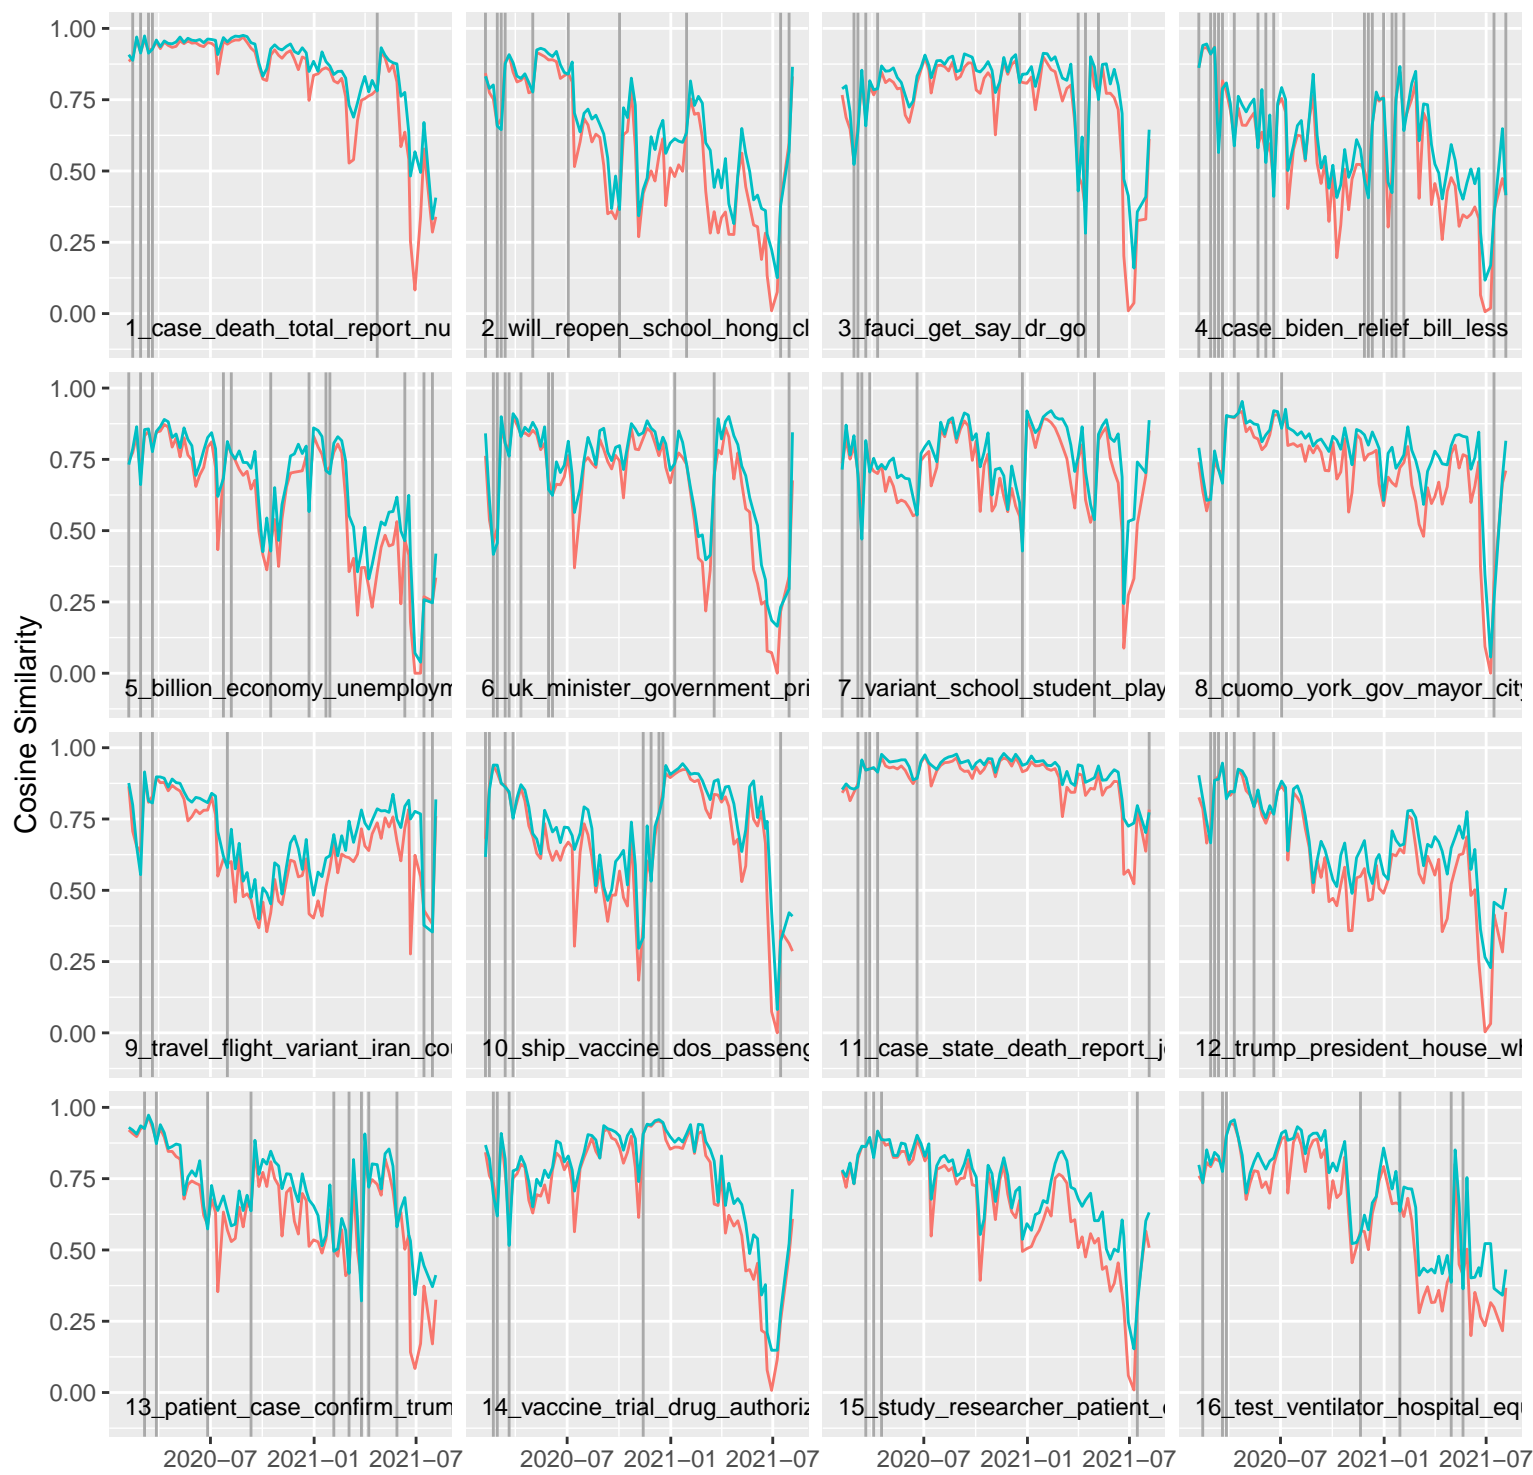 Cosine Similarity
1.00
0.75
0.50
0.25
0.00
1_case_death_total_report_nu
2_will_reopen_school_hong_cl
3_fauci_get_say_dr_go
4_case_biden_relief_bill_less
1.00
0.75
0.50
0.25
0.00
5_billion_economy_unemploym
6_uk_minister_government_pri
7_variant_school_student_play
8_cuomo_york_gov_mayor_city
1.00
0.75
0.50
0.25
0.00
9_travel_flight_variant_iran_cou
10_ship_vaccine_dos_passeng
11_case_state_death_report_j
12_trump_president_house_wh
1.00
0.75
0.50
0.25
0.00
13_patient_case_confirm_trum
14_vaccine_trial_drug_authoriz
15_study_researcher_patient_
16_test_ventilator_hospital_equ
2020−07 2021−01 2021−07
2020−07 2021−01 2021−07
2020−07 2021−01 2021−07
2020−07 2021−01 2021−07